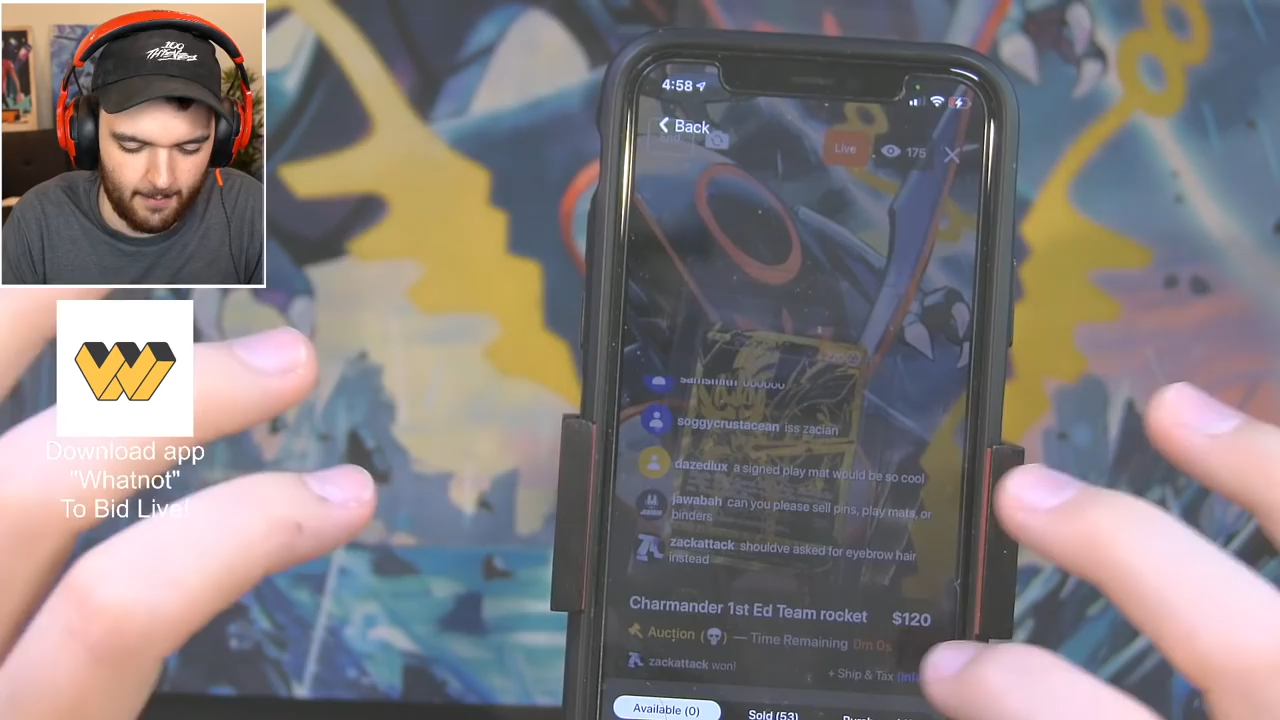 100
THIEVES
Download app
"Whatnot"
To Bid Live!
4:58
Back
Live
175
soggycrustacean iss zacian
dazedlux a signed play mat would be so cool
jawabah can you please sell pins, play mats, or
binders
zackattack shouldve asked for eyebrow hair
instead
Charmander 1st Ed Team rocket $120
Auction ( ) — Time Remaining 0m 0s
zackattack won!
+ Ship & Tax
Available (0) Sold (53)